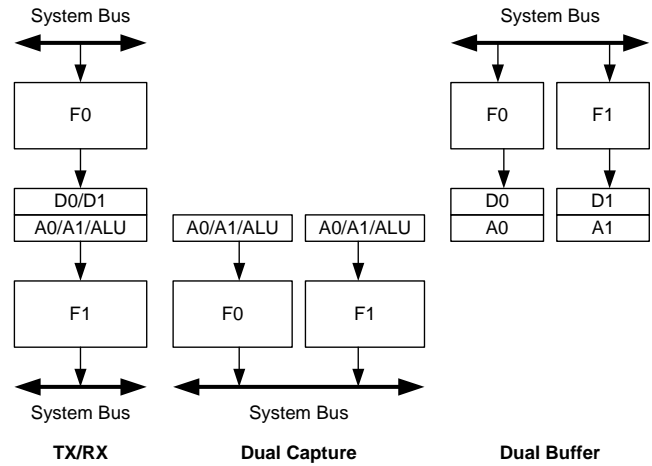 System Bus
System Bus
F0
F0
F1
D0/D1
A0/A1/ALU
D0
D1
A0
A1
A0/A1/ALU
A0/A1/ALU
F1
F0
F1
System Bus
System Bus
TX/RX
Dual Capture
Dual Buffer